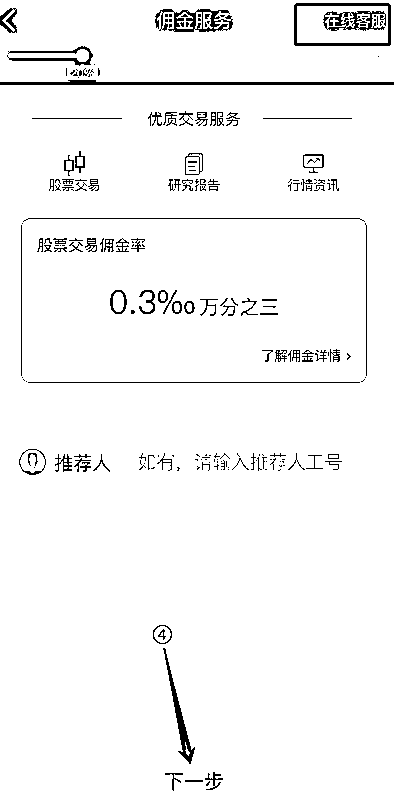 佣金服务
在线客服
优质交易服务
股票交易
研究报告
行情资讯
股票交易佣金率
0.3‰ 万分之三
了解佣金详情 ›
推荐人 如有，请输入推荐人工号
④
下一步